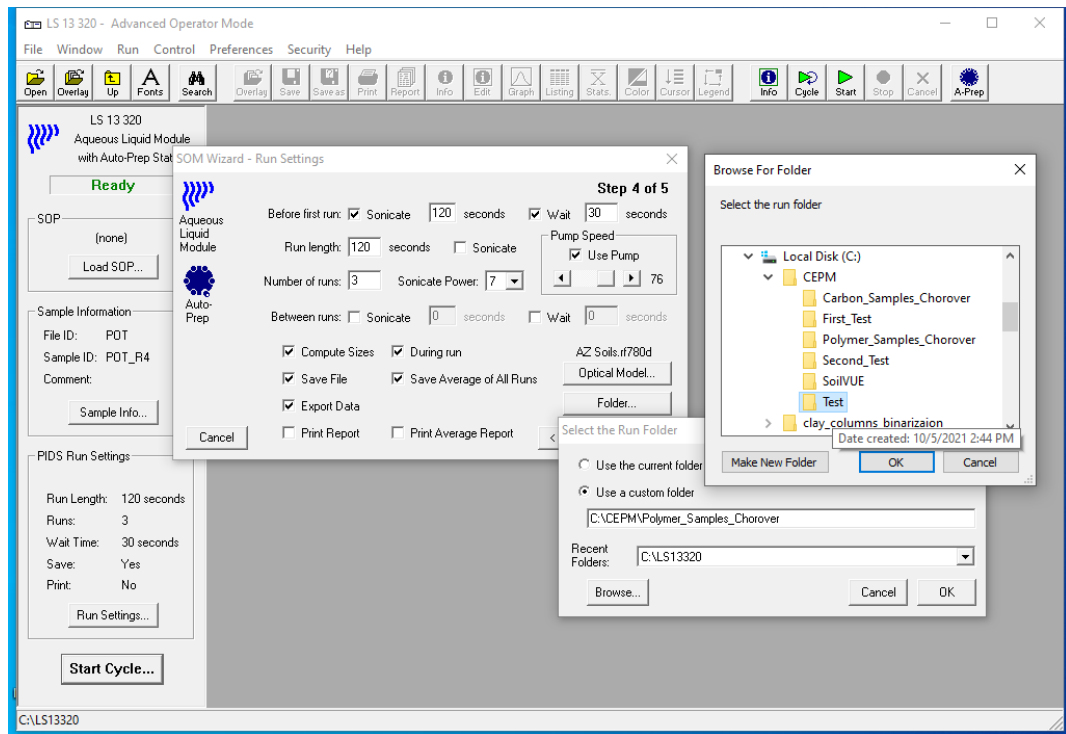 LS 13 320 - Advanced Operator Mode
File Window Run Control Preferences Security Help
Open Overlay Up Fonts Search Overlay Save Save as Print Report Info Edit Graph Listing Stats. Color Cursor Legend Info Cycle Start Stop Cancel A-Prep
LS 13 320
Aqueous Liquid Module
with Auto-Prep Stat
Ready
SOP
(none)
Load SOP...
Sample Information
File ID: POT
Sample ID: POT_R4
Comment:
Sample Info...
PIDS Run Settings
Run Length: 120 seconds
Runs: 3
Wait Time: 30 seconds
Save: Yes
Print: No
Run Settings...
Start Cycle...
C:\LS13320
SOM Wizard - Run Settings
Step 4 of 5
Aqueous
Liquid
Module
Auto-
Prep
Before first run: Sonicate 120 seconds Wait 30 seconds
Run length: 120 seconds Sonicate
Pump Speed
Use Pump
76
Number of runs: 3 Sonicate Power: 7
Between runs: Sonicate 0 seconds Wait 0 seconds
Compute Sizes During run AZ Soils.rf780d
Save File Save Average of All Runs Optical Model...
Export Data Folder...
Print Report Print Average Report
Cancel <
Select the Run Folder
Use the current folder
Use a custom folder
C:\CEPM\Polymer_Samples_Chorover
Recent
Folders: C:\LS13320
Browse... Cancel OK
Browse For Folder
Select the run folder
Local Disk (C:)
CEPM
Carbon_Samples_Chorover
First_Test
Polymer_Samples_Chorover
Second_Test
SoilVUE
Test
clay_columns_binarizaion
Date created: 10/5/2021 2:44 PM
Make New Folder OK Cancel